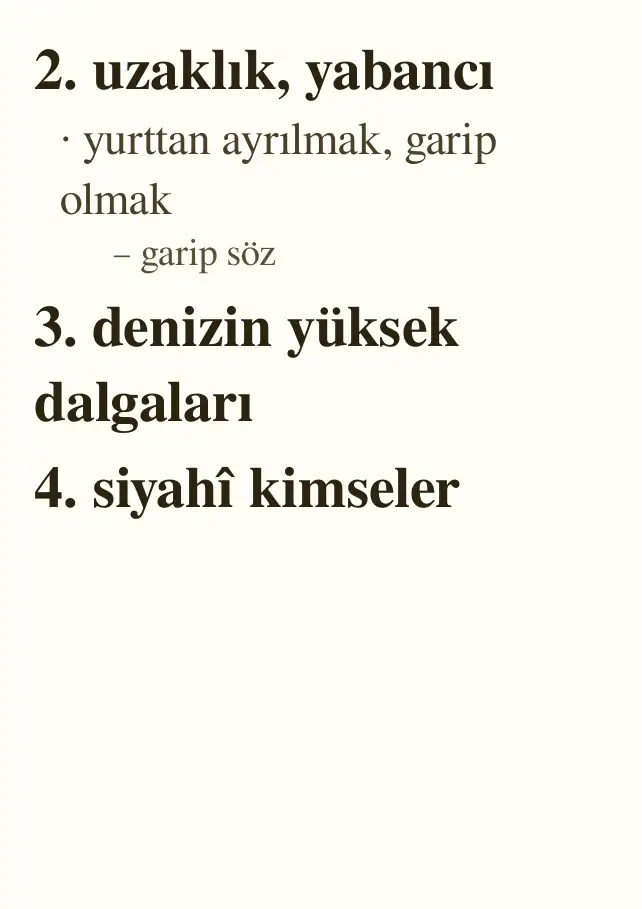 2. uzaklık, yabancı
· yurttan ayrılmak, garip
olmak
– garip söz
3. denizin yüksek
dalgaları
4. siyahî kimseler